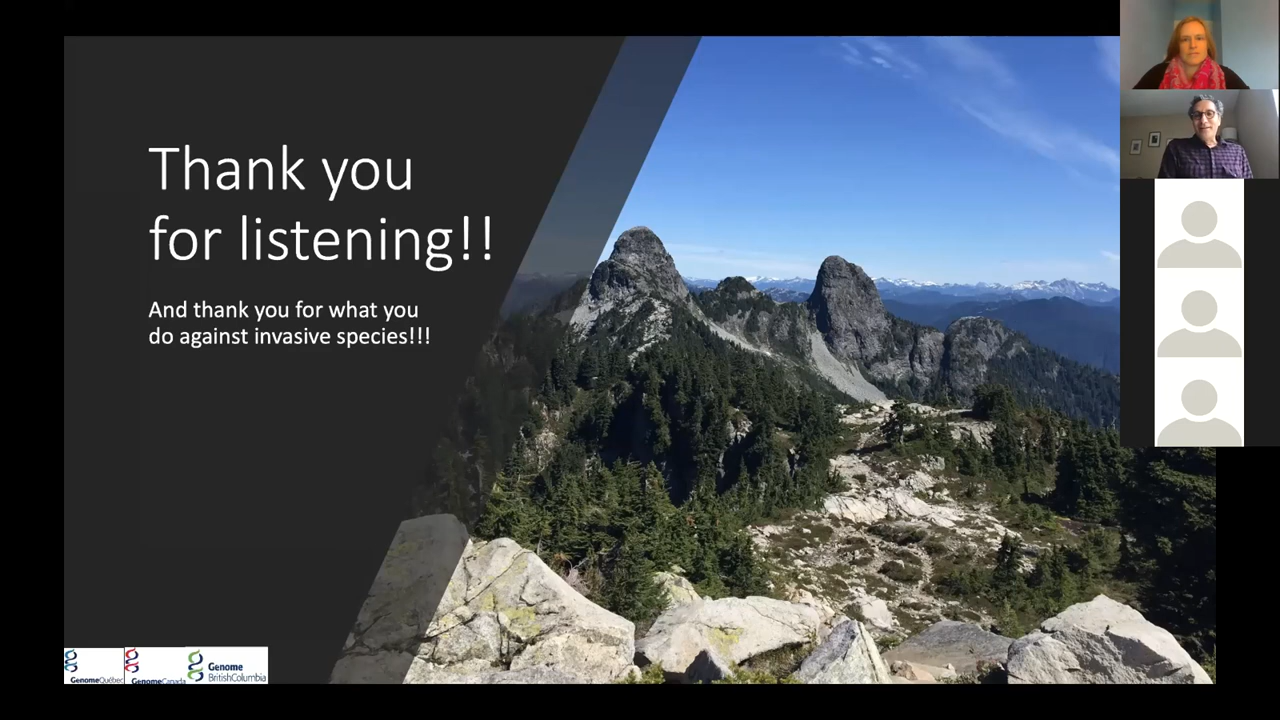 Thank you
for listening!!
And thank you for what you
do against invasive species!!!
GenomeQuébec
GenomeCanada
Genome
BritishColumbia